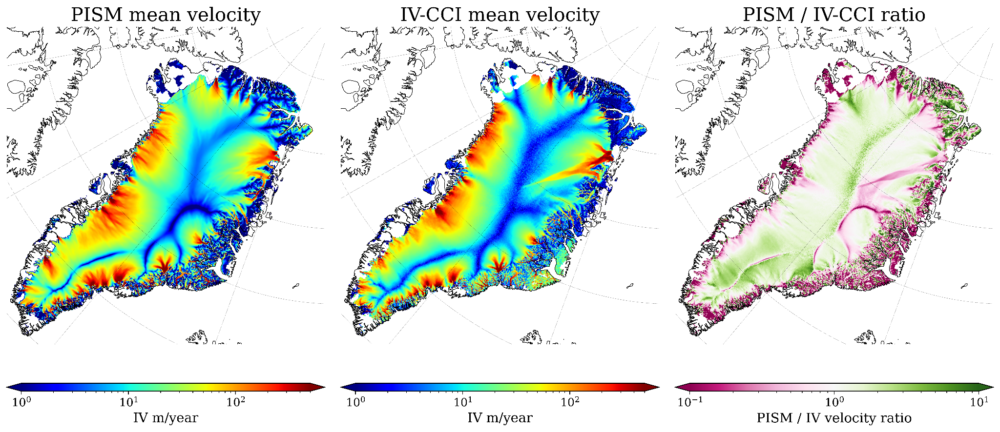 PISM mean velocity
IV-CCI mean velocity
PISM / IV-CCI ratio
10⁰ 10¹ 10²
IV m/year
10⁰ 10¹ 10²
IV m/year
10⁻¹ 10⁰ 10¹
PISM / IV velocity ratio